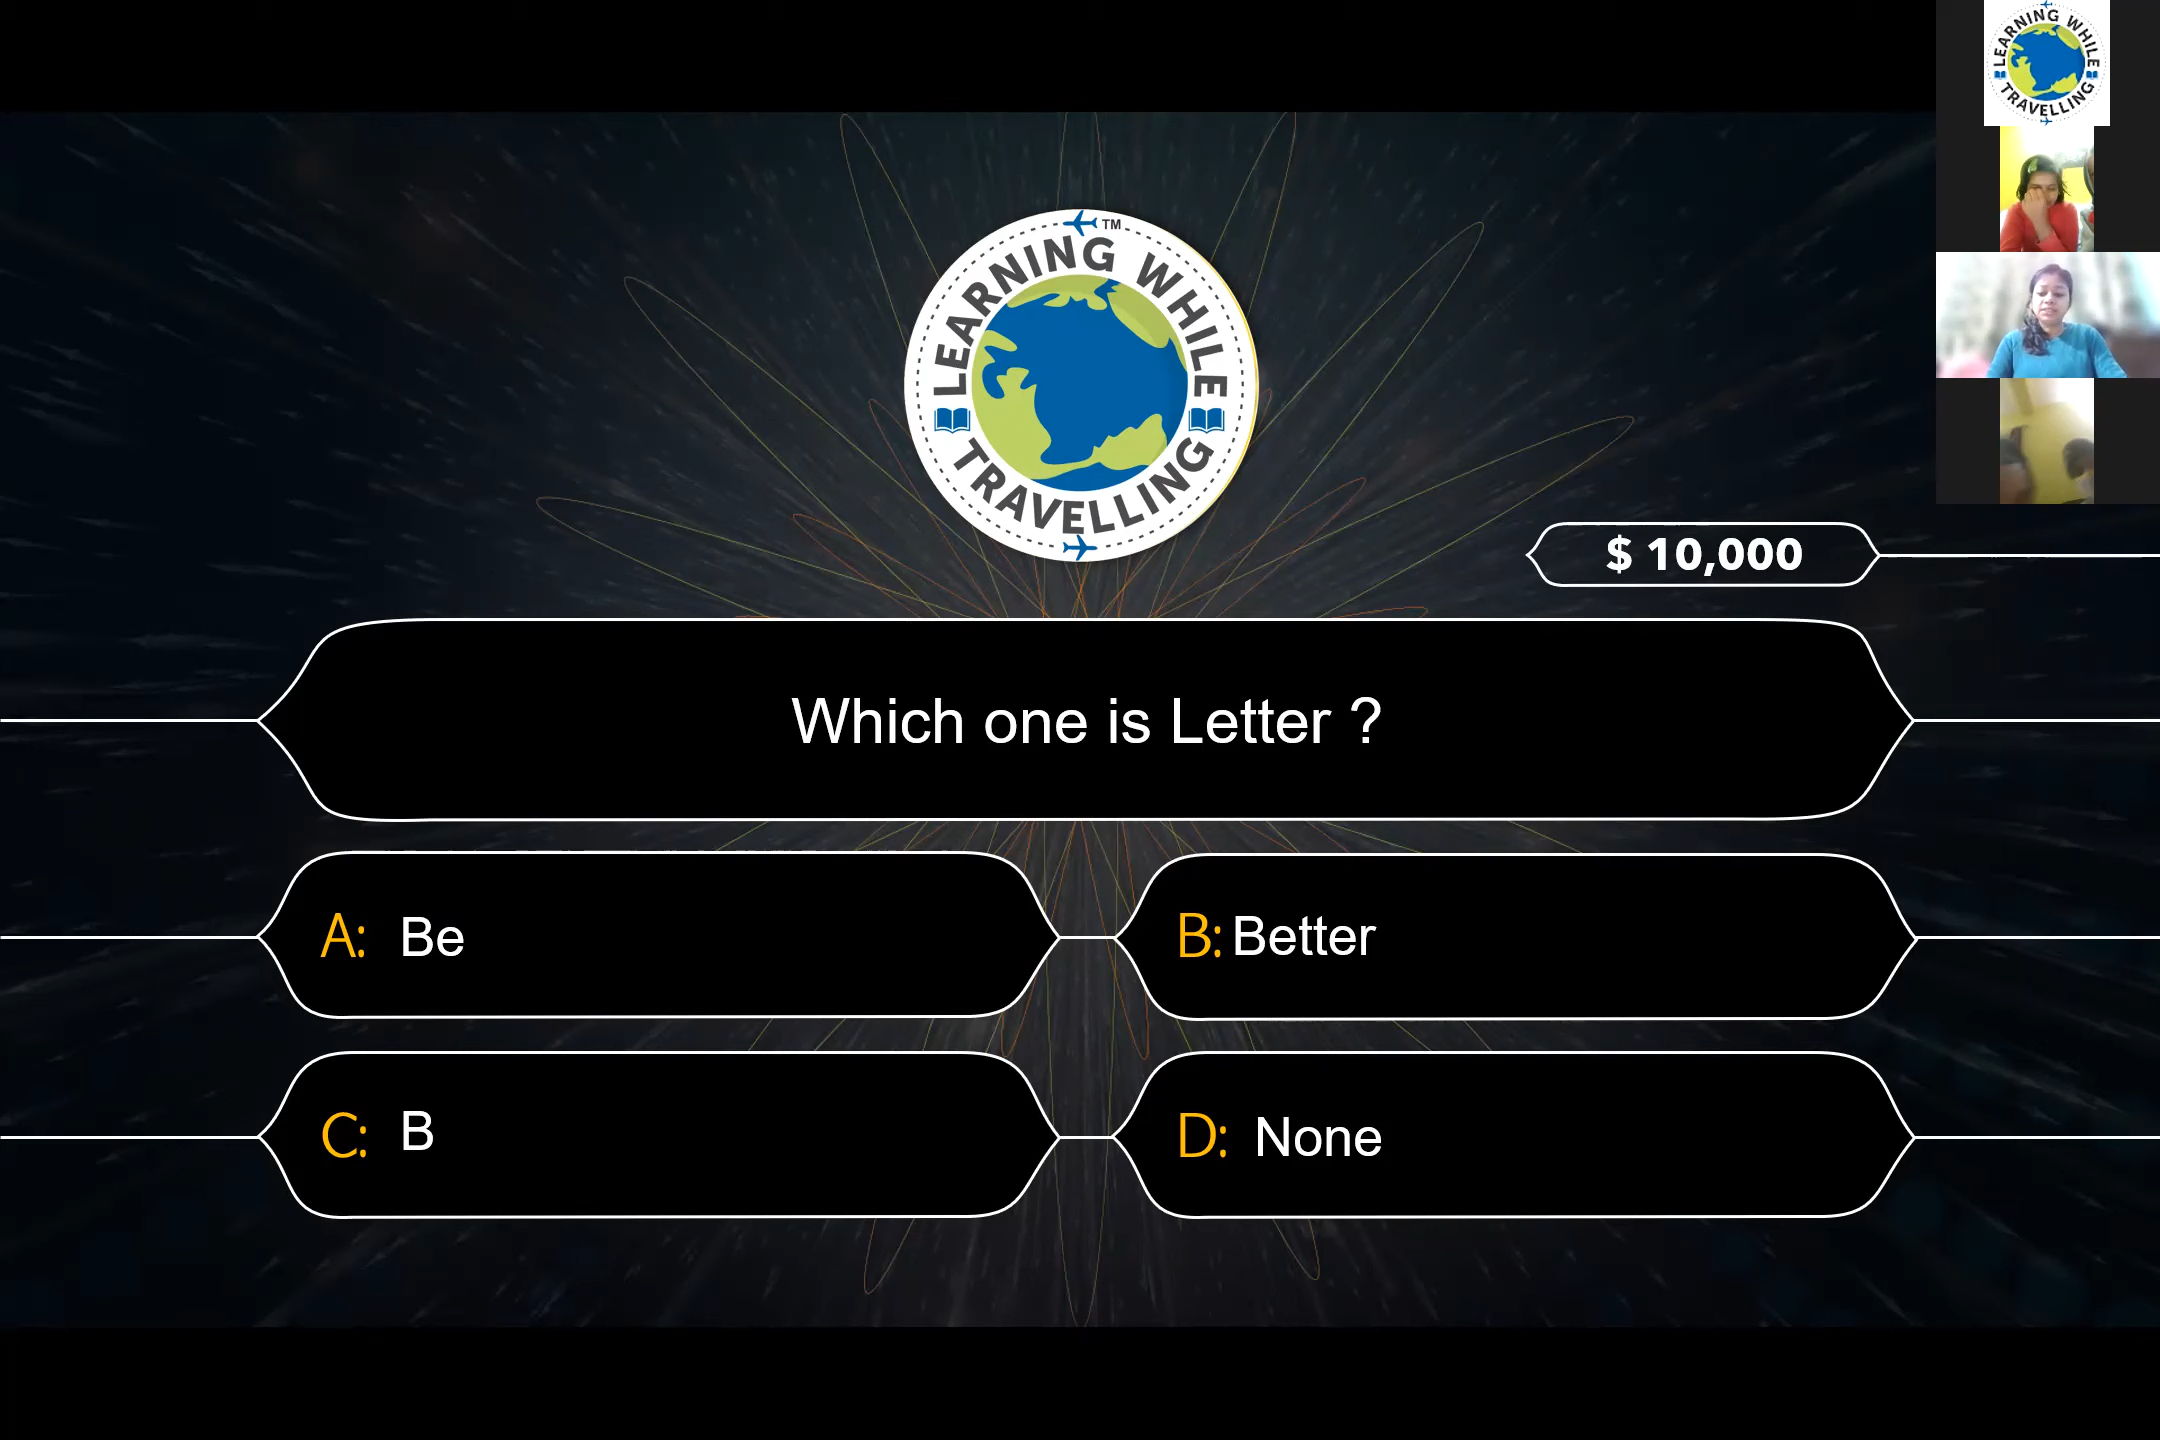 LEARNING WHILE
TRAVELLING
LEARNING WHILE TRAVELLING TM
$ 10,000
Which one is Letter ?
A: Be
B: Better
C: B
D: None